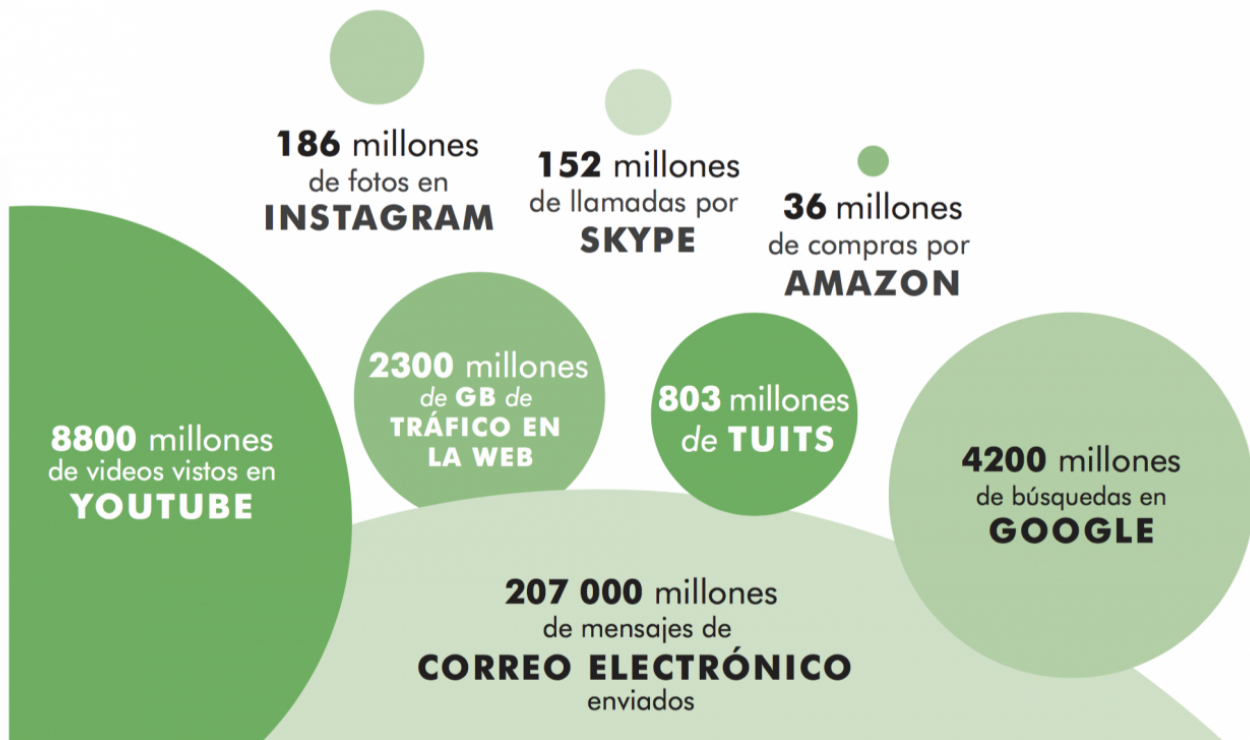 186 millones
de fotos en
INSTAGRAM
152 millones
de llamadas por
SKYPE
36 millones
de compras por
AMAZON
8800 millones
de videos vistos en
YOUTUBE
2300 millones
de GB de
TRÁFICO EN
LA WEB
803 millones
de TUITS
4200 millones
de búsquedas en
GOOGLE
207 000 millones
de mensajes de
CORREO ELECTRÓNICO
enviados